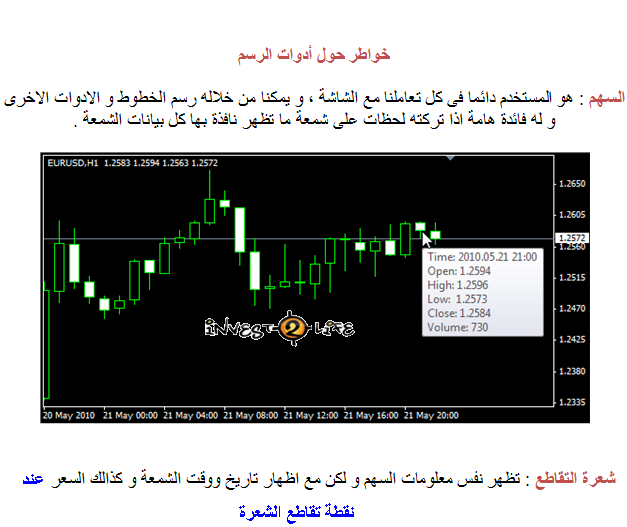 خواطر حول أدوات الرسم
السهم : هو المستخدم دائما فى كل تعاملنا مع الشاشة ، و يمكنا من خلاله رسم الخطوط و الادوات الاخرى
و له فائدة هامة اذا تركته لحظات على شمعة ما تظهر نافذة بها كل بيانات الشمعة .
EURUSD,H1 1.2583 1.2594 1.2563 1.2572
1.2650
1.2605
1.2572
1.2560
1.2515
1.2470
1.2425
1.2380
1.2335
Time: 2010.05.21 21:00
Open: 1.2594
High: 1.2596
Low: 1.2573
Close: 1.2584
Volume: 730
INVEST 2 LIFE
20 May 2010 21 May 00:00 21 May 04:00 21 May 08:00 21 May 12:00 21 May 16:00 21 May 20:00
شعرة التقاطع : تظهر نفس معلومات السهم و لكن مع اظهار تاريخ ووقت الشمعة و كذالك السعر عند
نقطة تقاطع الشعرة